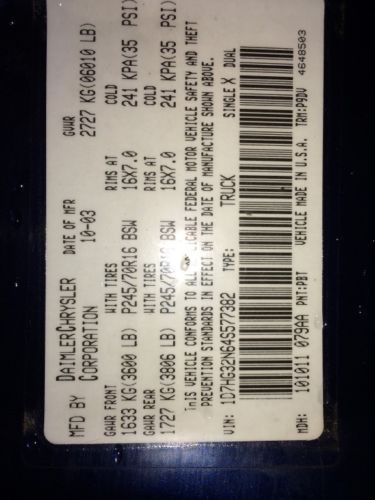 MFD BY DAIMLERCHRYSLER CORPORATION
DATE OF MFR 10-03
GVWR 2727 KG(06010 LB)
GAWR FRONT WITH TIRES RIMS AT COLD
1633 KG(3600 LB) P245/70R16 BSW 16X7.0 241 KPA(35 PSI)
GAWR REAR WITH TIRES RIMS AT COLD
1727 KG(3806 LB) P245/70R16 BSW 16X7.0 241 KPA(35 PSI)
THIS VEHICLE CONFORMS TO ALL FEDERAL MOTOR VEHICLE SAFETY AND THEFT
PREVENTION STANDARDS IN EFFECT ON THE DATE OF MANUFACTURE SHOWN ABOVE.
VIN: 1D7HG32N64S577382 TYPE: TRUCK SINGLE X DUAL
MDH: 101011 079AA PNT:PBT VEHICLE MADE IN U.S.A. TRM:P9DV 4648503